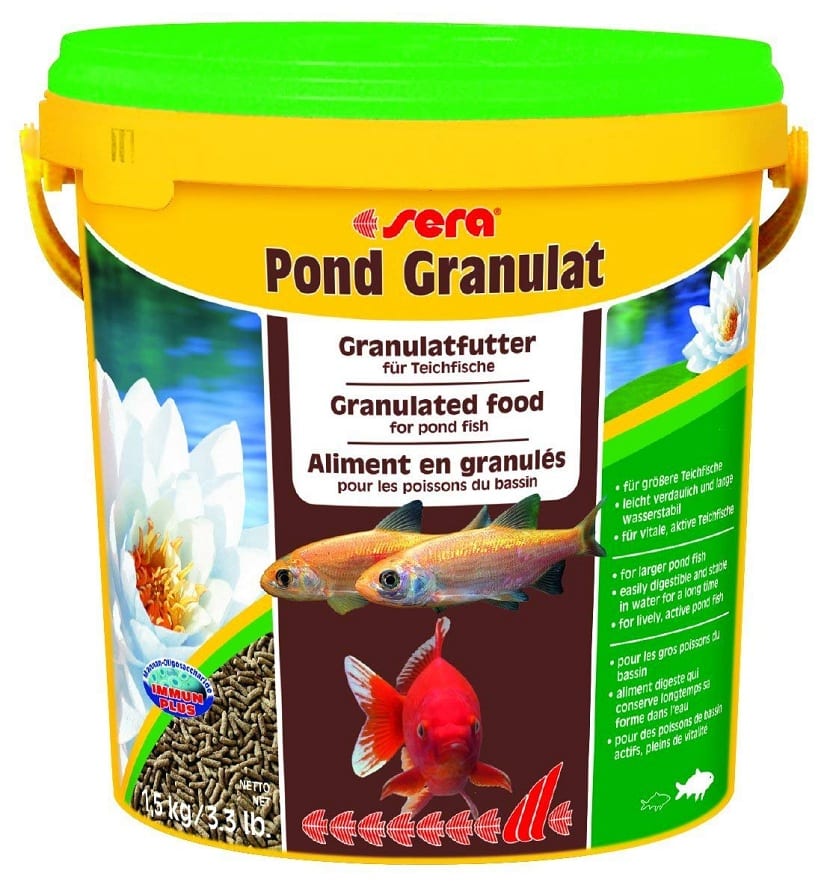 sera®
Pond Granulat
Granulatfutter
für Teichfische
Granulated food
for pond fish
Aliment en granulés
pour les poissons du bassin
• für größere Teichfische
• leicht verdaulich und lange
wasserstabil
• für vitale, aktive Teichfische
• for larger pond fish
• easily digestible and stable
in water for a long time
• for lively, active pond fish
• pour les gros poissons du
bassin
• aliment digeste qui
conserve longtemps sa
forme dans l'eau
• pour des poissons de bassin
actifs, pleins de vitalité
Mannan-Oligosaccharide
IMMUN
PLUS
NETTO
NET
1,5 kg/3.3 lb.